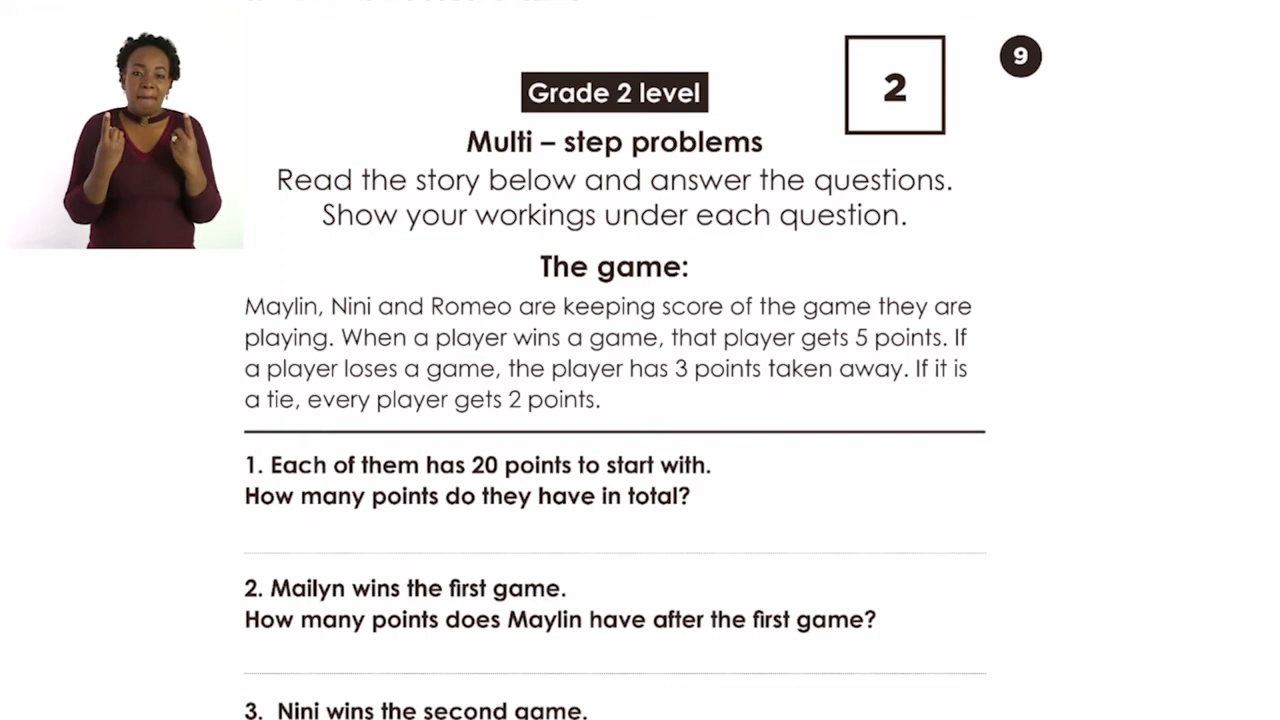 2
9
Grade 2 level
Multi – step problems
Read the story below and answer the questions.
Show your workings under each question.
The game:
Maylin, Nini and Romeo are keeping score of the game they are
playing. When a player wins a game, that player gets 5 points. If
a player loses a game, the player has 3 points taken away. If it is
a tie, every player gets 2 points.
1. Each of them has 20 points to start with.
How many points do they have in total?
2. Mailyn wins the first game.
How many points does Maylin have after the first game?
3. Nini wins the second game.